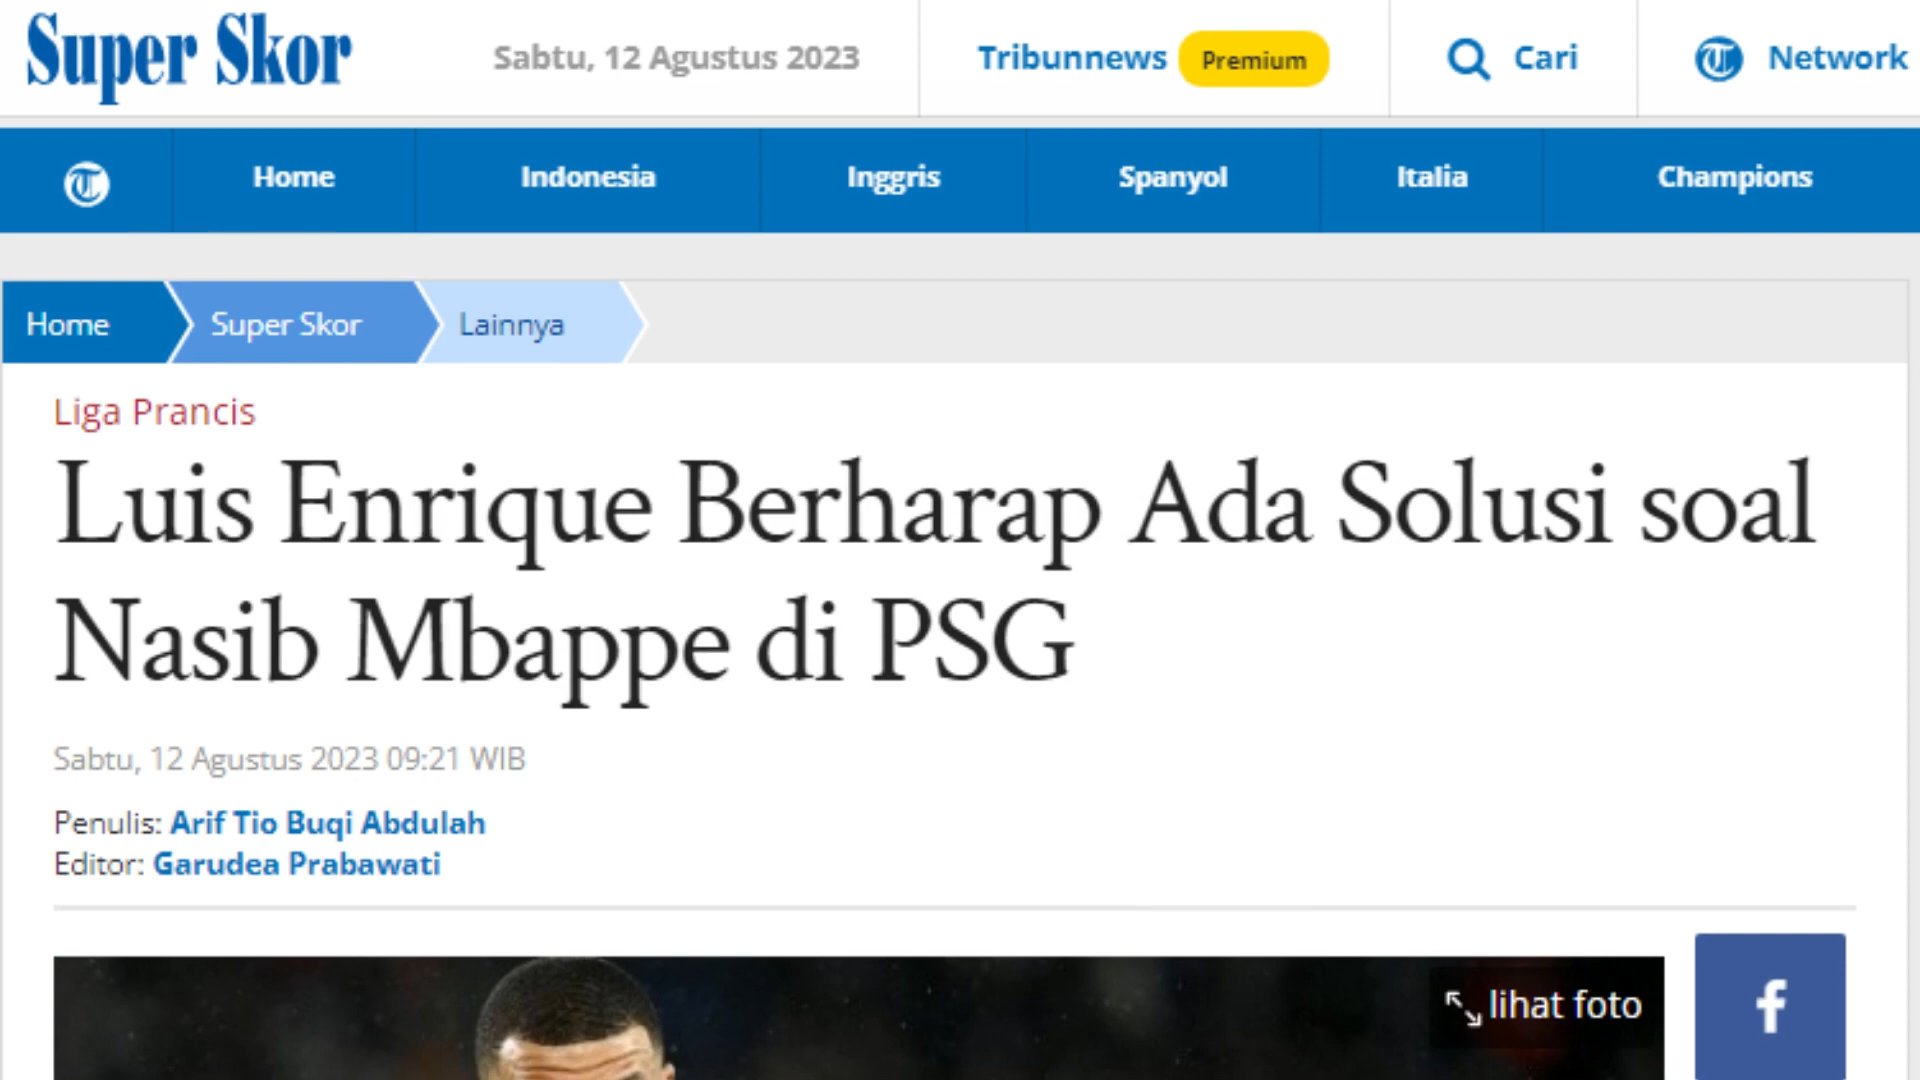 Super Skor
Sabtu, 12 Agustus 2023
Tribunnews Premium
Cari
Network
Home
Indonesia
Inggris
Spanyol
Italia
Champions
Home
Super Skor
Lainnya
Liga Prancis
Luis Enrique Berharap Ada Solusi soal
Nasib Mbappe di PSG
Sabtu, 12 Agustus 2023 09:21 WIB
Penulis: Arif Tio Buqi Abdulah
Editor: Garudea Prabawati
lihat foto